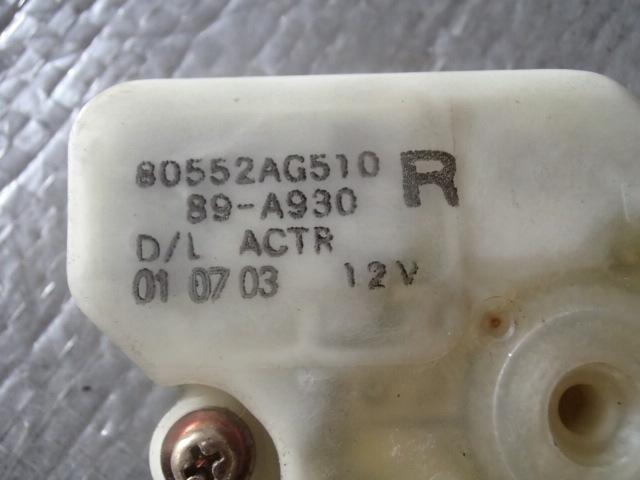 80552AG510 R
89-A930
D/L ACTR
01 07 03 12V